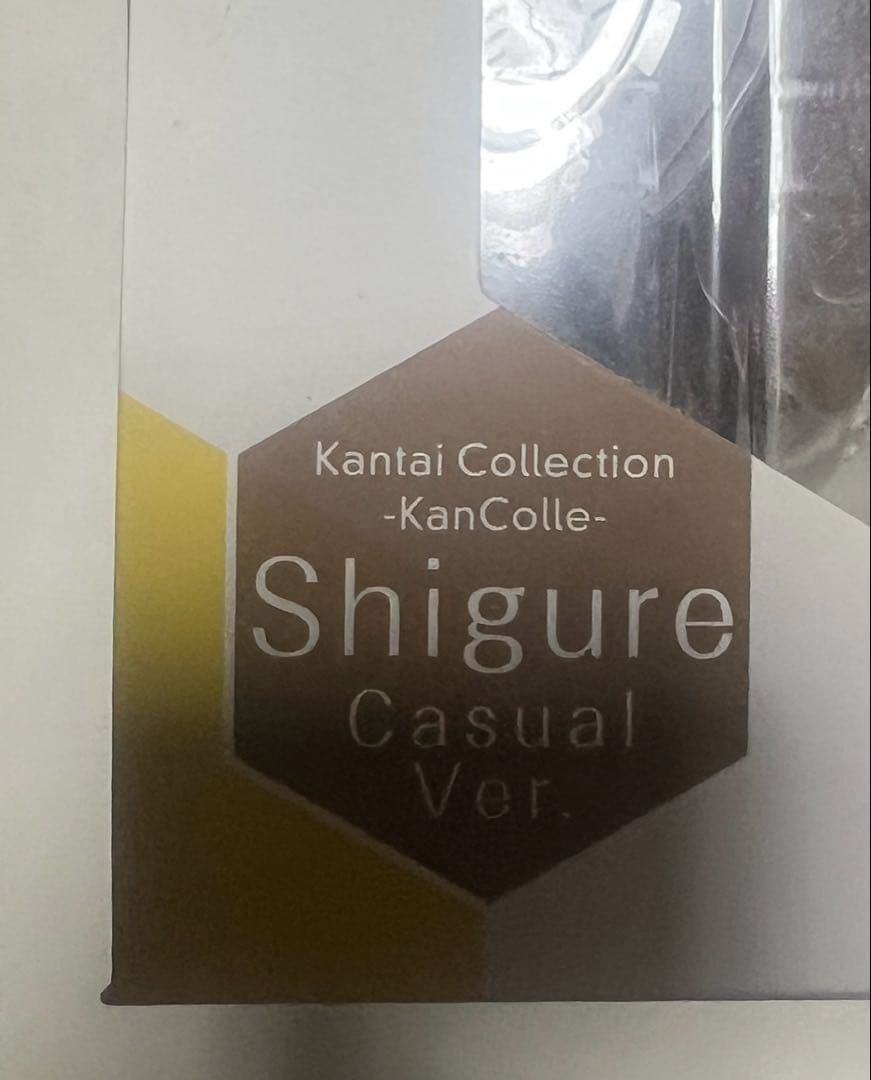 Kantai Collection
-KanColle-
Shigure
Casual
Ver.